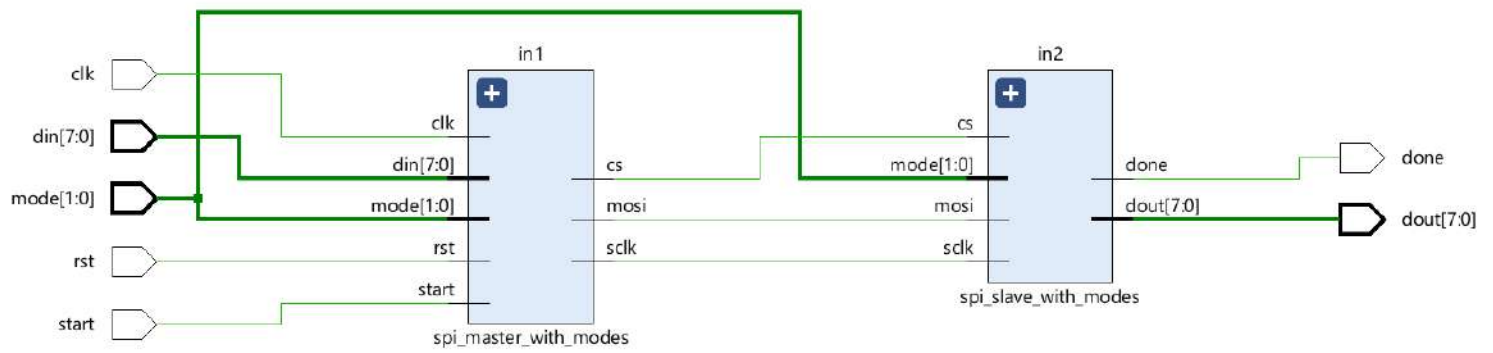 in1
in2
clk
din[7:0]
mode[1:0]
rst
start
clk
din[7:0]
mode[1:0]
rst
start
cs
mosi
sclk
spi_master_with_modes
cs
mode[1:0]
mosi
sclk
done
dout[7:0]
spi_slave_with_modes
done
dout[7:0]